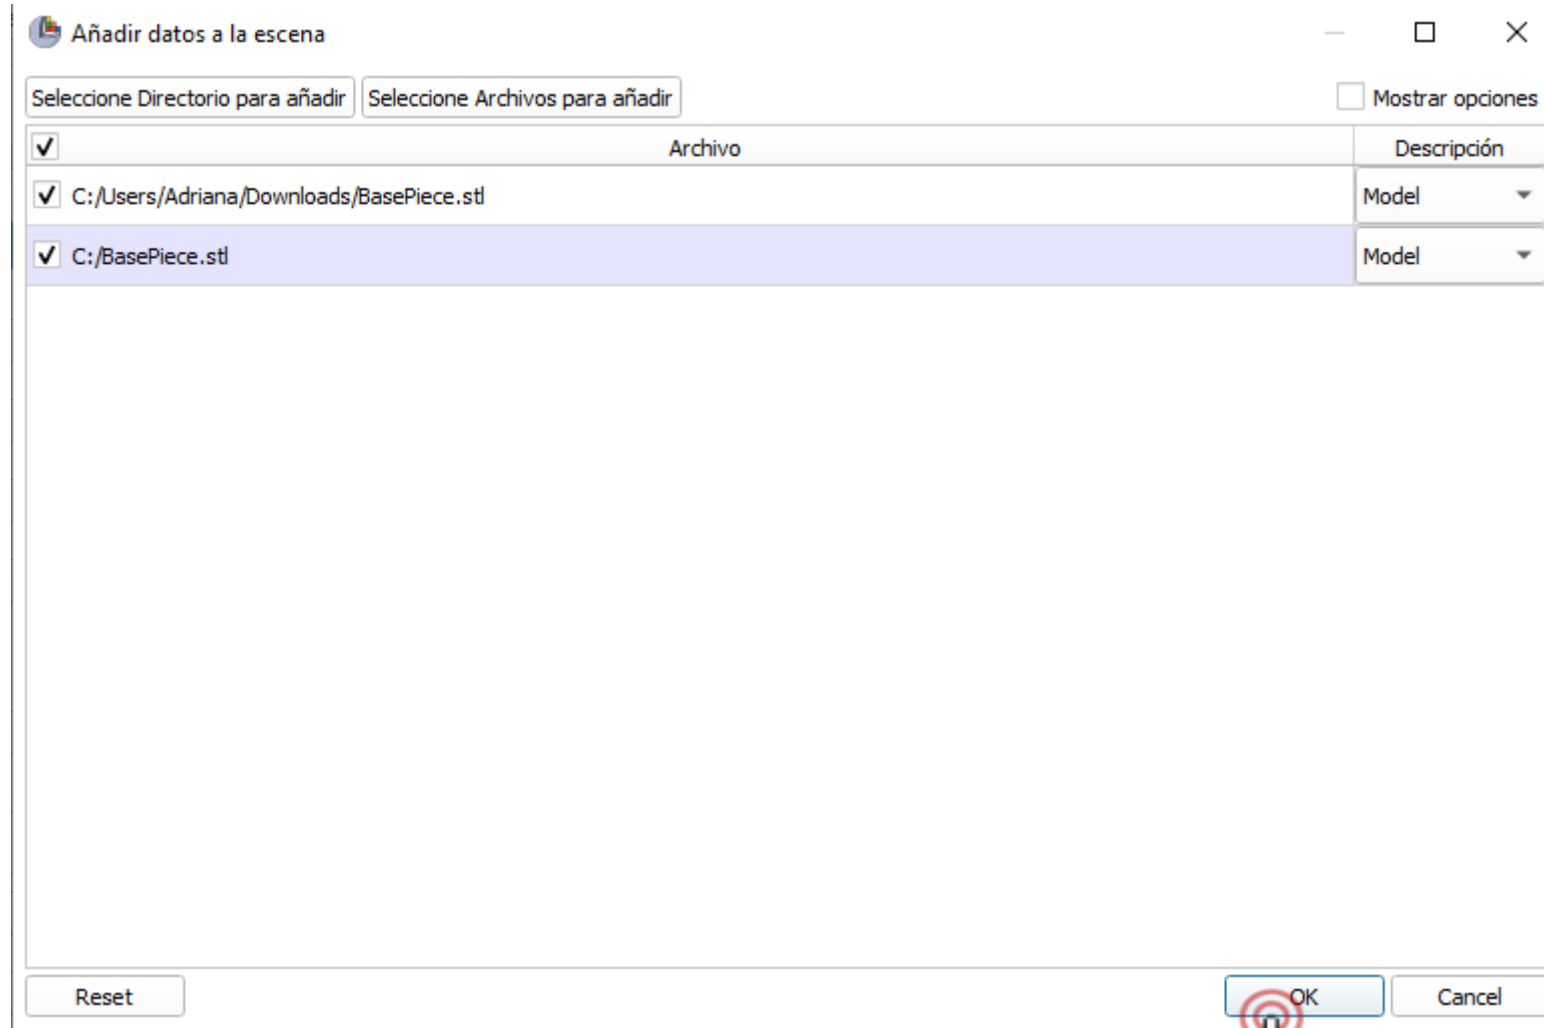 Añadir datos a la escena
Seleccione Directorio para añadir Seleccione Archivos para añadir Mostrar opciones
Archivo Descripción
C:/Users/Adriana/Downloads/BasePiece.stl Model
C:/BasePiece.stl Model
Reset OK Cancel